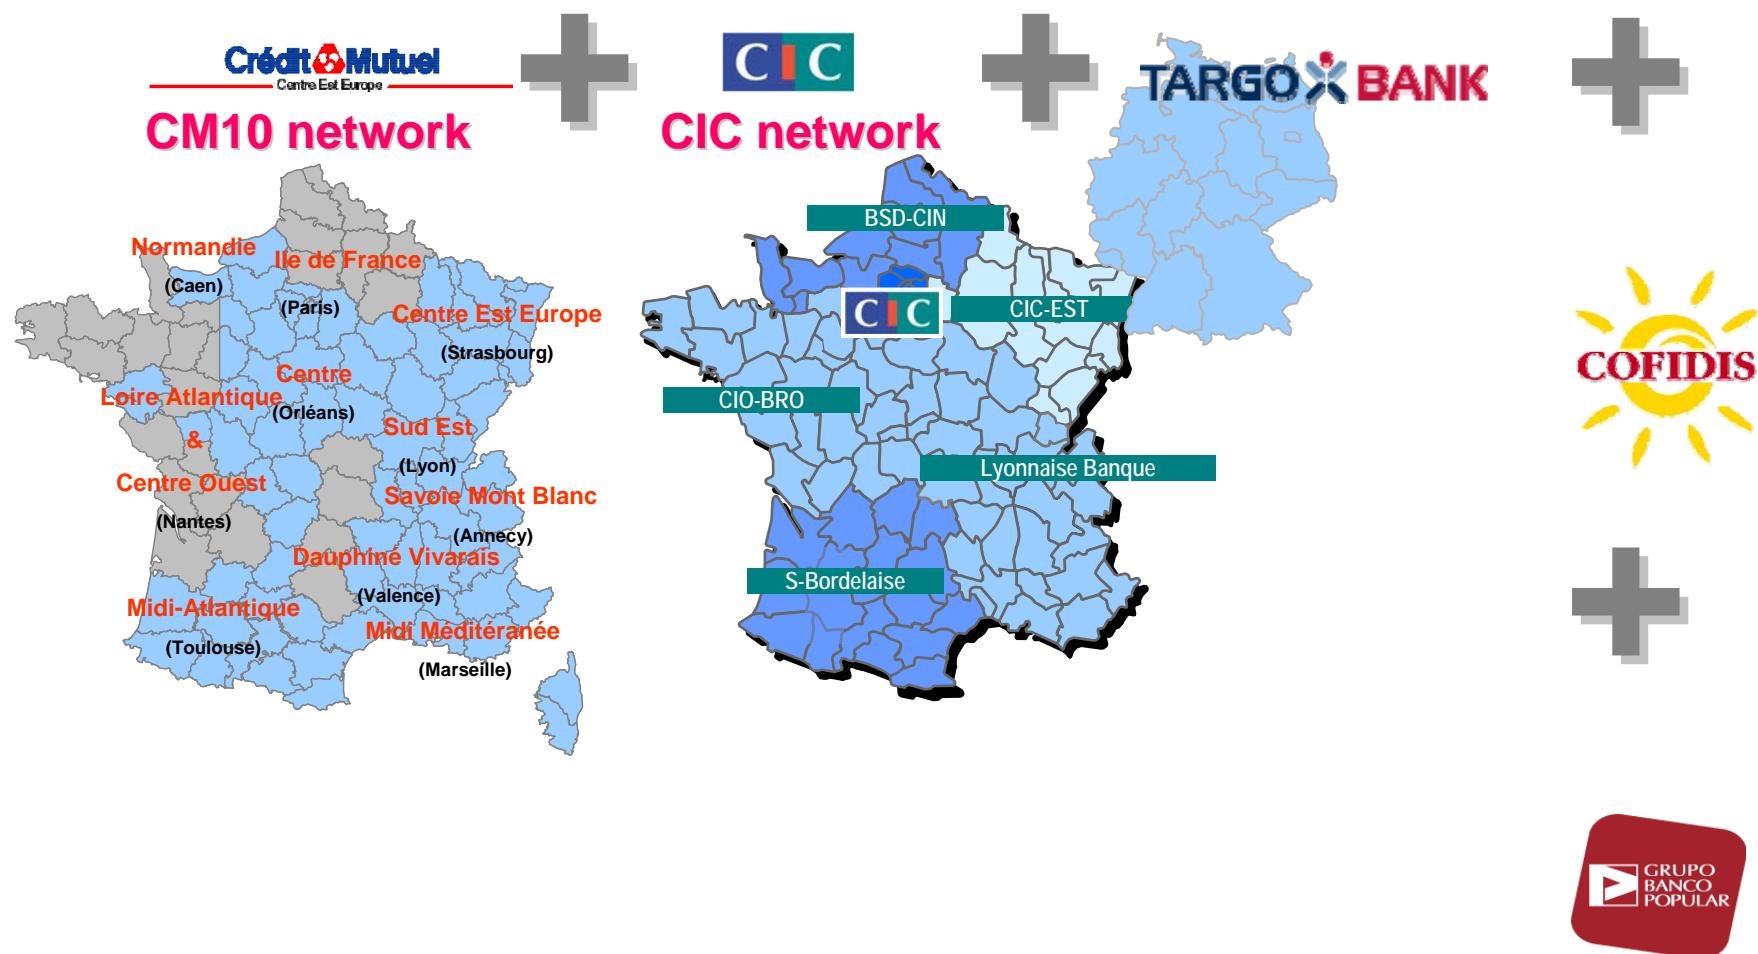 Crédit Mutuel
Centre Est Europe
CM10 network
Normandie
(Caen)
Ile de France
(Paris)
Centre Est Europe
(Strasbourg)
Centre
(Orléans)
Loire Atlantique
&
Centre Ouest
(Nantes)
Sud Est
(Lyon)
Savoie Mont Blanc
(Annecy)
Dauphiné Vivarais
(Valence)
Midi-Atlantique
(Toulouse)
Midi Méditéranée
(Marseille)
CIC
CIC network
BSD-CIN
CIC
CIC-EST
CIO-BRO
Lyonnaise Banque
S-Bordelaise
TARGO BANK
COFIDIS
GRUPO
BANCO
POPULAR